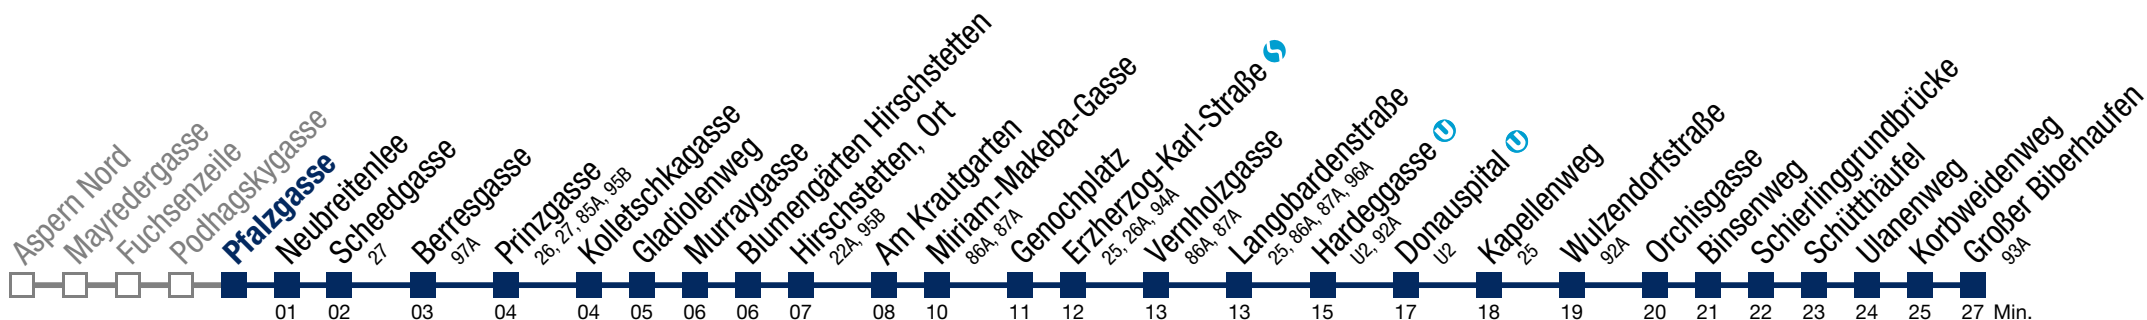 Aspern Nord
Mayredergasse
Fuchsenzeile
Podhagskygasse
Pfalzgasse
Neubreitenlee
Scheedgasse
27
Berresgasse
97A
Prinzgasse
26, 27, 85A, 95B
Kolletschkagasse
Gladiolenweg
Murraygasse
Blumengärten Hirschstetten
Hirschstetten, Ort
22A, 95B
Am Krautgarten
Miriam-Makeba-Gasse
86A, 87A
Genochplatz
Erzherzog-Karl-Straße
25, 26A, 94A
Vernholzgasse
86A, 87A
Langobardenstraße
25, 86A, 87A, 96A
Hardeggasse U
U2, 92A
Donauspital U
U2
Kapellenweg
25
Wulzendorfstraße
92A
Orchisgasse
Binsenweg
Schierlinggrundbrücke
Schütthäufel
Ulanenweg
Korbweidenweg
Großer Biberhaufen
93A
01 02 03 04 04 05 06 06 07 08 10 11 12 13 13 15 17 18 19 20 21 22 23 24 25 27 Min.